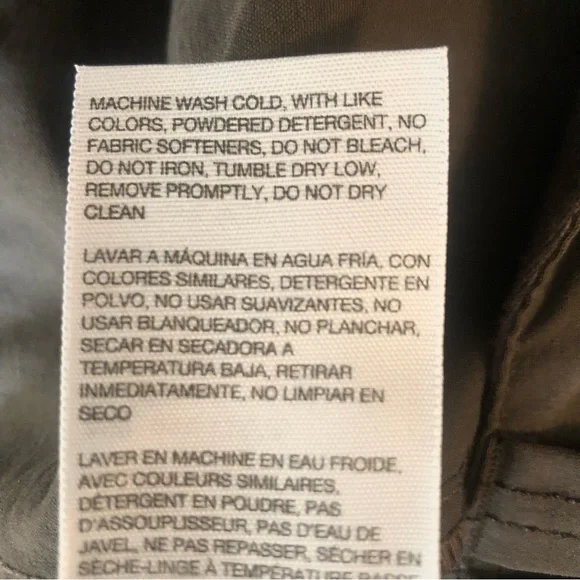 MACHINE WASH COLD, WITH LIKE
COLORS, POWDERED DETERGENT, NO
FABRIC SOFTENERS, DO NOT BLEACH,
DO NOT IRON, TUMBLE DRY LOW,
REMOVE PROMPTLY, DO NOT DRY
CLEAN
LAVAR A MÁQUINA EN AGUA FRÍA, CON
COLORES SIMILARES, DETERGENTE EN
POLVO, NO USAR SUAVIZANTES, NO
USAR BLANQUEADOR, NO PLANCHAR,
SECAR EN SECADORA A
TEMPERATURA BAJA, RETIRAR
INMEDIATAMENTE, NO LIMPIAR EN
SECO
LAVER EN MACHINE EN EAU FROIDE,
AVEC COULEURS SIMILAIRES,
DÉTERGENT EN POUDRE, PAS
D'ASSOUPLISSEUR, PAS D'EAU DE
JAVEL, NE PAS REPASSER, SÉCHER EN
SÈCHE-LINGE À TEMPÉRATURE BASSE